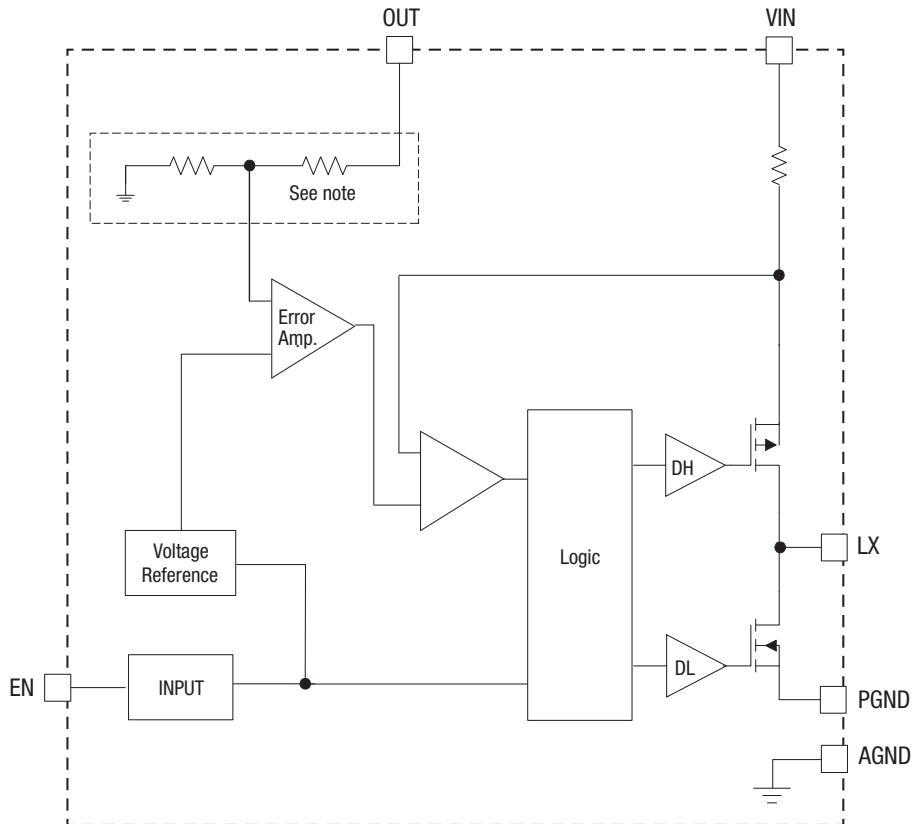 OUT
VIN
See note
Error
Amp.
DH
Voltage
Reference
Logic
LX
EN
INPUT
DL
PGND
AGND